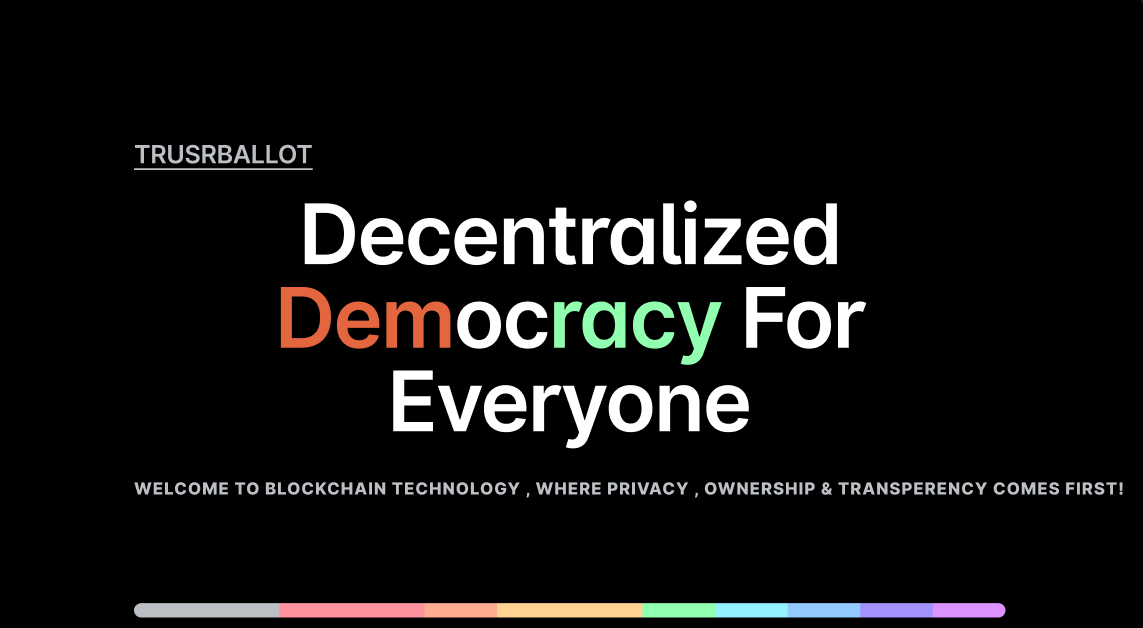 TRUSRBALLOT
Decentralized
Democracy For
Everyone
WELCOME TO BLOCKCHAIN TECHNOLOGY , WHERE PRIVACY , OWNERSHIP & TRANSPERENCY COMES FIRST!